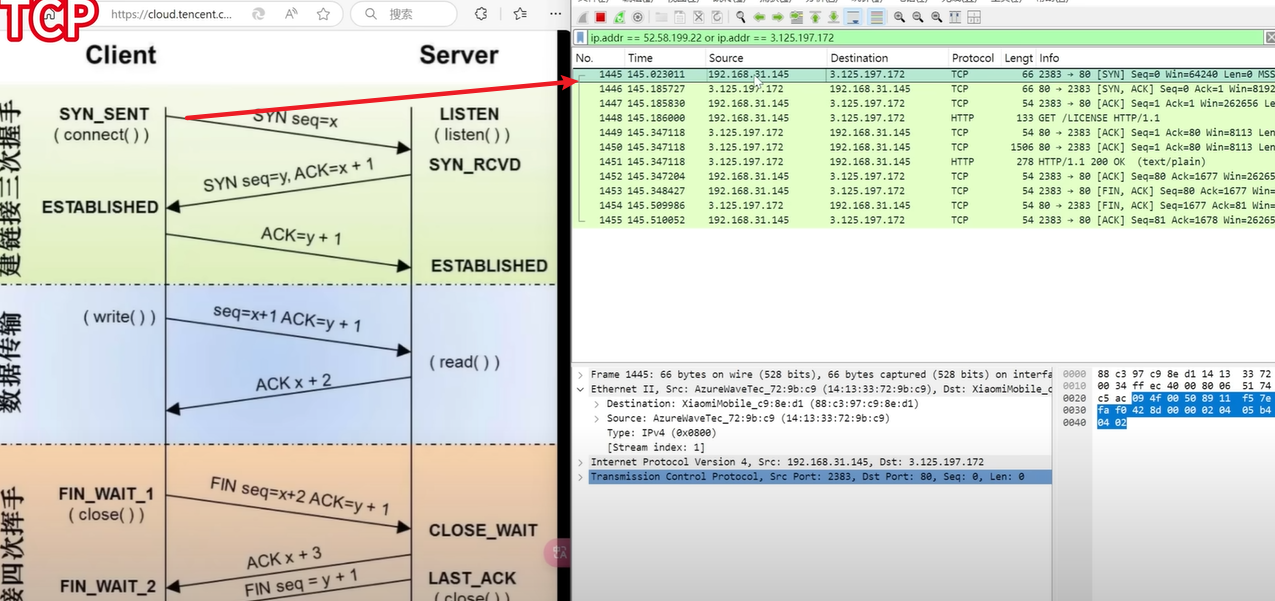 TCP
https://cloud.tencent.c...
搜索
Client
Server
建链接三次握手
SYN_SENT
( connect( ) )
SYN seq=x
LISTEN
( listen( ) )
SYN_RCVD
SYN seq=y, ACK=x + 1
ESTABLISHED
ACK=y + 1
ESTABLISHED
数据传输
( write( ) )
seq=x+1 ACK=y + 1
( read( ) )
ACK x + 2
接四次挥手
FIN_WAIT_1
( close( ) )
FIN seq=x+2 ACK=y + 1
CLOSE_WAIT
ACK x + 3
FIN_WAIT_2
FIN seq = y + 1
LAST_ACK
( close( ) )
ip.addr == 52.58.199.22 or ip.addr == 3.125.197.172
No. Time Source Destination Protocol Lengt Info
1445 145.023011 192.168.31.145 3.125.197.172 TCP 66 2383 → 80 [SYN] Seq=0 Win=64240 Len=0 MSS
1446 145.185727 3.125.197.172 192.168.31.145 TCP 66 80 → 2383 [SYN, ACK] Seq=0 Ack=1 Win=8192
1447 145.185830 192.168.31.145 3.125.197.172 TCP 54 2383 → 80 [ACK] Seq=1 Ack=1 Win=262656 Le
1448 145.186000 192.168.31.145 3.125.197.172 HTTP 133 GET /LICENSE HTTP/1.1
1449 145.347118 3.125.197.172 192.168.31.145 TCP 54 80 → 2383 [ACK] Seq=1 Ack=80 Win=8113 Len
1450 145.347118 3.125.197.172 192.168.31.145 TCP 1506 80 → 2383 [ACK] Seq=1 Ack=80 Win=8113 Len
1451 145.347118 3.125.197.172 192.168.31.145 HTTP 278 HTTP/1.1 200 OK (text/plain)
1452 145.347204 192.168.31.145 3.125.197.172 TCP 54 2383 → 80 [ACK] Seq=80 Ack=1677 Win=26265
1453 145.348427 192.168.31.145 3.125.197.172 TCP 54 2383 → 80 [FIN, ACK] Seq=80 Ack=1677 Win=
1454 145.509986 3.125.197.172 192.168.31.145 TCP 54 80 → 2383 [FIN, ACK] Seq=1677 Ack=81 Win=
1455 145.510052 192.168.31.145 3.125.197.172 TCP 54 2383 → 80 [ACK] Seq=81 Ack=1678 Win=26265
Frame 1445: 66 bytes on wire (528 bits), 66 bytes captured (528 bits) on interfa
Ethernet II, Src: AzureWaveTec_72:9b:c9 (14:13:33:72:9b:c9), Dst: XiaomiMobile_c
Destination: XiaomiMobile_c9:8e:d1 (88:c3:97:c9:8e:d1)
Source: AzureWaveTec_72:9b:c9 (14:13:33:72:9b:c9)
Type: IPv4 (0x0800)
[Stream index: 1]
Internet Protocol Version 4, Src: 192.168.31.145, Dst: 3.125.197.172
Transmission Control Protocol, Src Port: 2383, Dst Port: 80, Seq: 0, Len: 0
0000 88 c3 97 c9 8e d1 14 13 33 72
0010 00 34 ff ec 40 00 80 06 51 74
0020 c5 ac 09 4f 00 50 89 11 f5 7e
0030 fa f0 42 8d 00 00 02 04 05 b4
0040 04 02